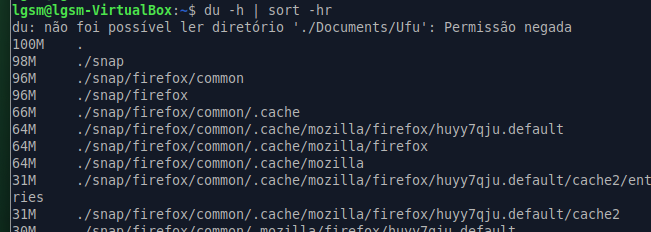 lgsm@lgsm-VirtualBox:~$ du -h | sort -hr
du: não foi possível ler diretório './Documents/Ufu': Permissão negada
100M    .
98M     ./snap
96M     ./snap/firefox/common
96M     ./snap/firefox
66M     ./snap/firefox/common/.cache
64M     ./snap/firefox/common/.cache/mozilla/firefox/huyy7qju.default
64M     ./snap/firefox/common/.cache/mozilla/firefox
64M     ./snap/firefox/common/.cache/mozilla
31M     ./snap/firefox/common/.cache/mozilla/firefox/huyy7qju.default/cache2/ent
ries
31M     ./snap/firefox/common/.cache/mozilla/firefox/huyy7qju.default/cache2
30M     ./snap/firefox/common/.mozilla/firefox/huyy7qju.default